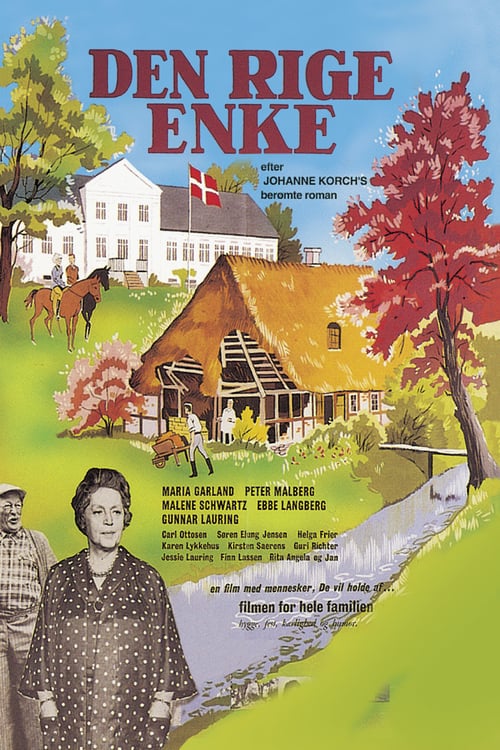 DEN RIGE
ENKE
efter
JOHANNE KORCH'S
berømte roman
MARIA GARLAND PETER MALBERG
MALENE SCHWARTZ EBBE LANGBERG
GUNNAR LAURING
Carl Ottosen Søren Elung Jensen Helga Frier
Karen Lykkehus Kirsten Saerens Guri Richter
Jessie Lauring Finn Lassen Rita Angela og Jan
en film med mennesker, De vil holde af...
filmen for hele familien
hygge, fest, kærlighed og humor.